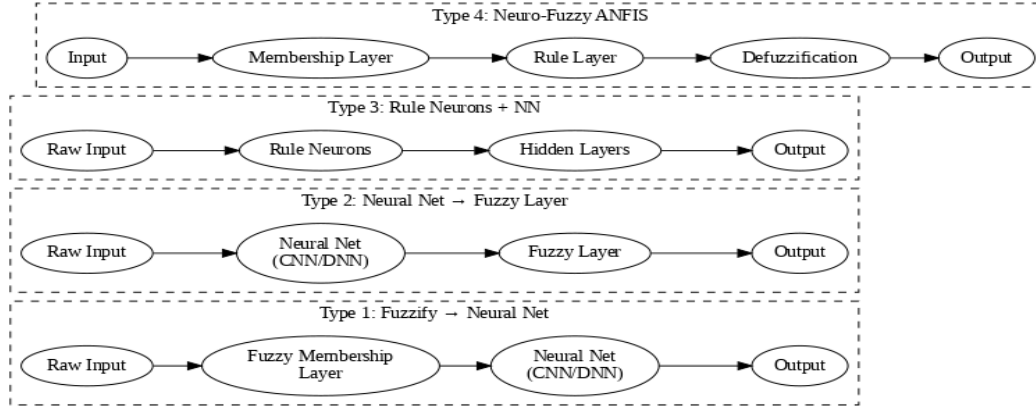 Type 4: Neuro-Fuzzy ANFIS
Input
Membership Layer
Rule Layer
Defuzzification
Output
Type 3: Rule Neurons + NN
Raw Input
Rule Neurons
Hidden Layers
Output
Type 2: Neural Net → Fuzzy Layer
Raw Input
Neural Net
(CNN/DNN)
Fuzzy Layer
Output
Type 1: Fuzzify → Neural Net
Raw Input
Fuzzy Membership
Layer
Neural Net
(CNN/DNN)
Output